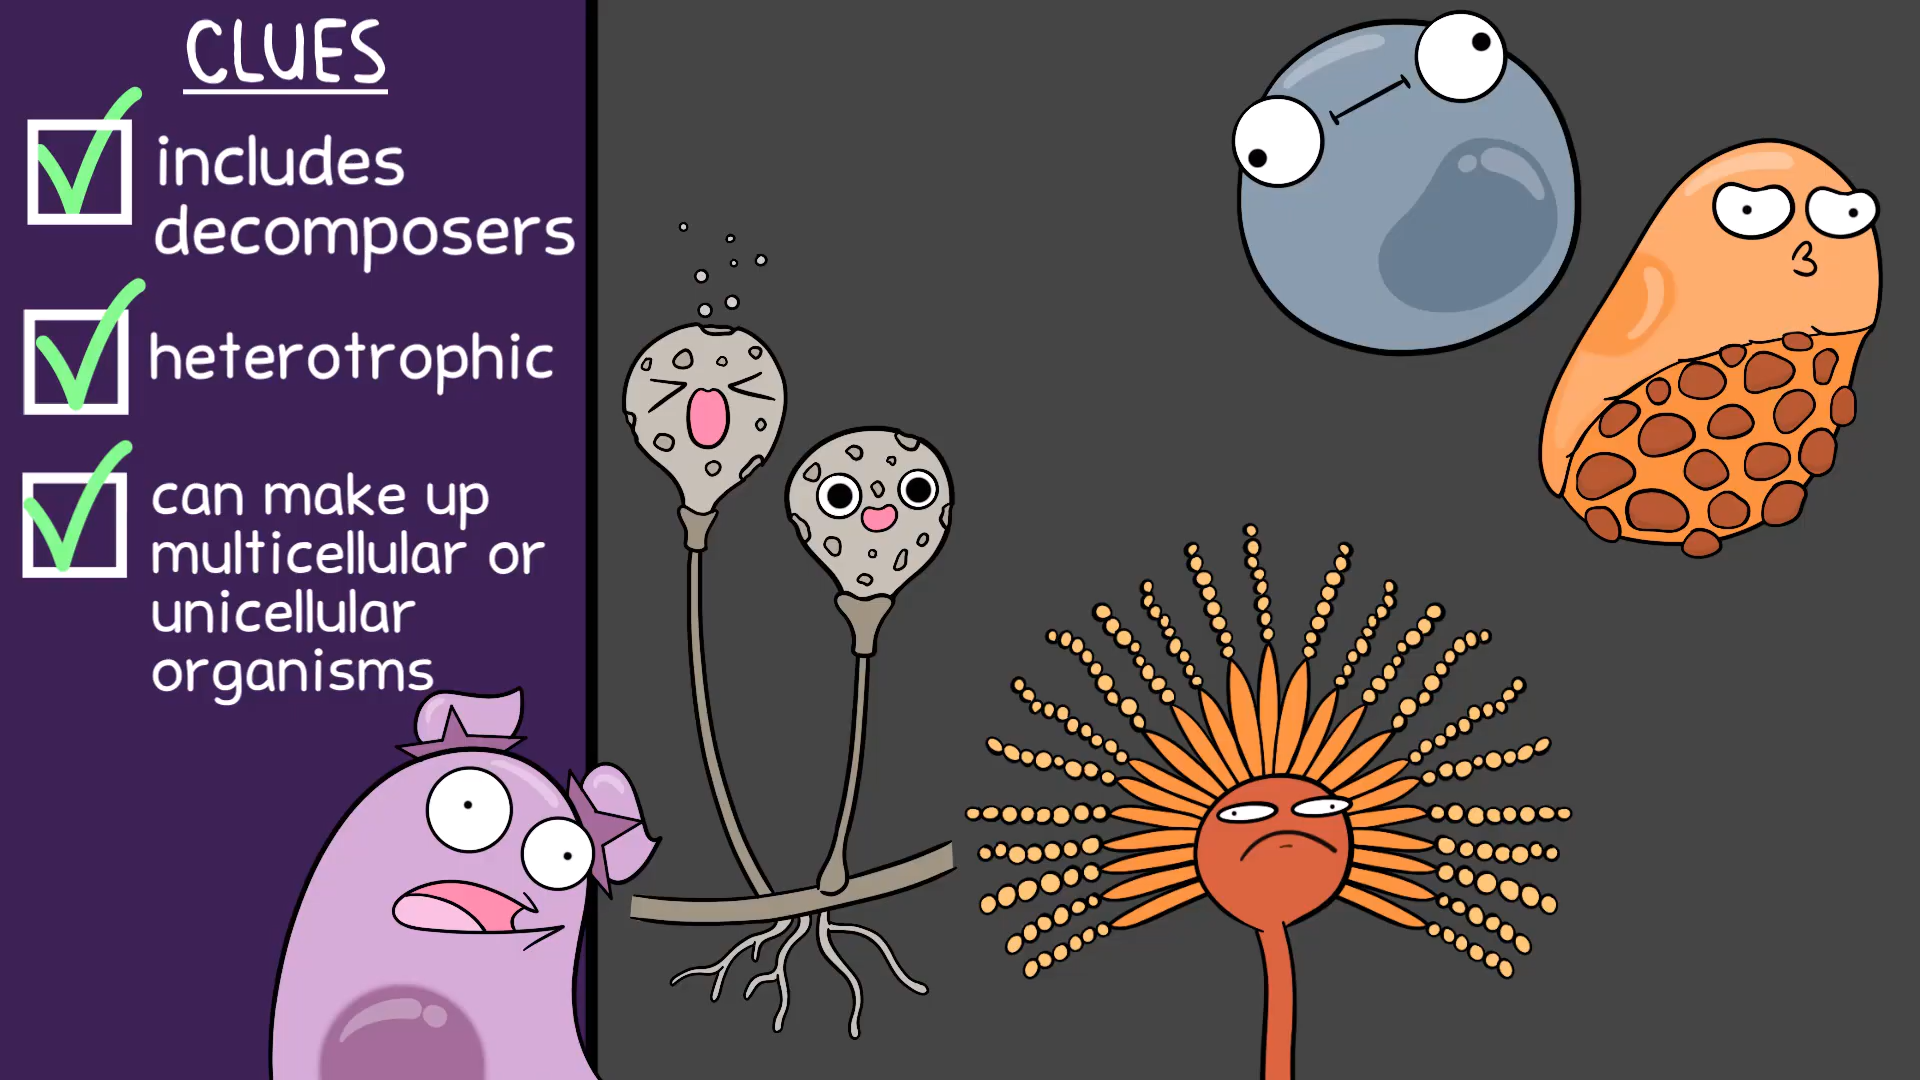 CLUES
includes
decomposers
heterotrophic
can make up
multicellular or
unicellular
organisms